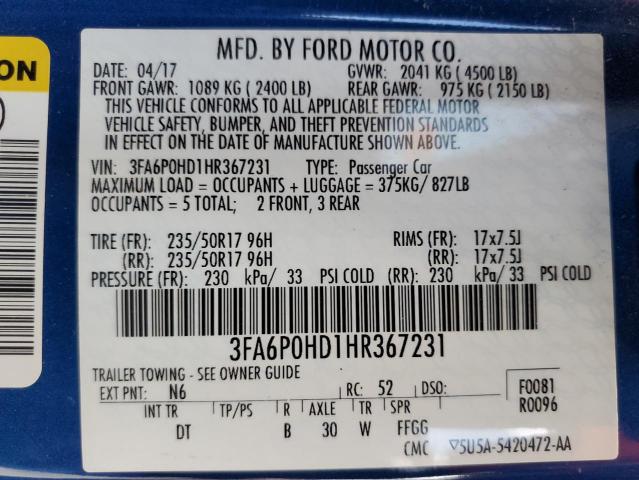 ON
MFD. BY FORD MOTOR CO.
DATE: 04/17 GVWR: 2041 KG ( 4500 LB)
FRONT GAWR: 1089 KG ( 2400 LB) REAR GAWR: 975 KG ( 2150 LB)
THIS VEHICLE CONFORMS TO ALL APPLICABLE FEDERAL MOTOR
VEHICLE SAFETY, BUMPER, AND THEFT PREVENTION STANDARDS
IN EFFECT ON THE DATE OF MANUFACTURE SHOWN ABOVE.
VIN: 3FA6P0HD1HR367231 TYPE: Passenger Car
MAXIMUM LOAD = OCCUPANTS + LUGGAGE = 375KG/ 827LB
OCCUPANTS = 5 TOTAL; 2 FRONT, 3 REAR
TIRE (FR): 235/50R17 96H RIMS (FR): 17x7.5J
(RR): 235/50R17 96H (RR): 17x7.5J
PRESSURE (FR): 230 kPa/ 33 PSI COLD (RR): 230 kPa/ 33 PSI COLD
3FA6P0HD1HR367231
TRAILER TOWING - SEE OWNER GUIDE
EXT PNT: N6 RC: 52 DSO: F0081
INT TR TP/PS R AXLE TR SPR R0096
DT B 30 W FFGG
CMC ▽5U5A-5420472-AA